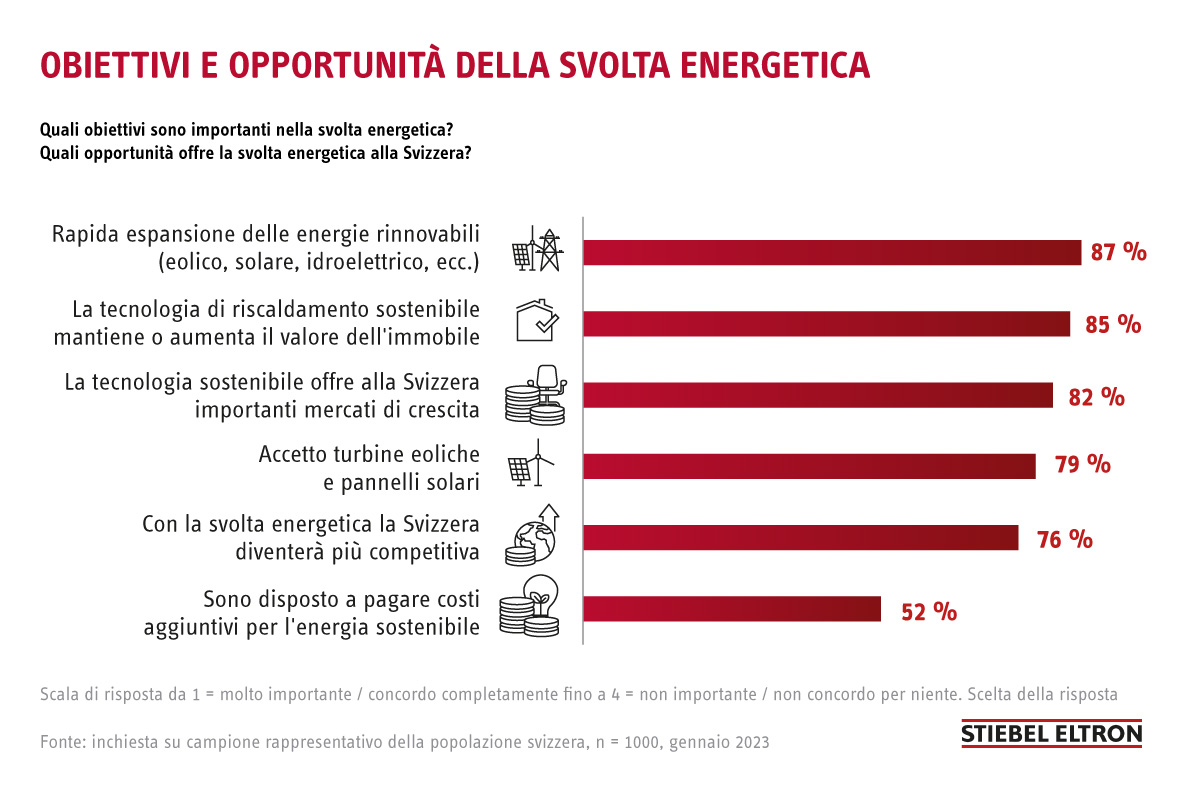 OBIETTIVI E OPPORTUNITÀ DELLA SVOLTA ENERGETICA
Quali obiettivi sono importanti nella svolta energetica?
Quali opportunità offre la svolta energetica alla Svizzera?
Rapida espansione delle energie rinnovabili
(eolico, solare, idroelettrico, ecc.)
87 %
La tecnologia di riscaldamento sostenibile
mantiene o aumenta il valore dell'immobile
85 %
La tecnologia sostenibile offre alla Svizzera
importanti mercati di crescita
82 %
Accetto turbine eoliche
e pannelli solari
79 %
Con la svolta energetica la Svizzera
diventerà più competitiva
76 %
Sono disposto a pagare costi
aggiuntivi per l'energia sostenibile
52 %
Scala di risposta da 1 = molto importante / concordo completamente fino a 4 = non importante / non concordo per niente. Scelta della risposta
Fonte: inchiesta su campione rappresentativo della popolazione svizzera, n = 1000, gennaio 2023
STIEBEL ELTRON